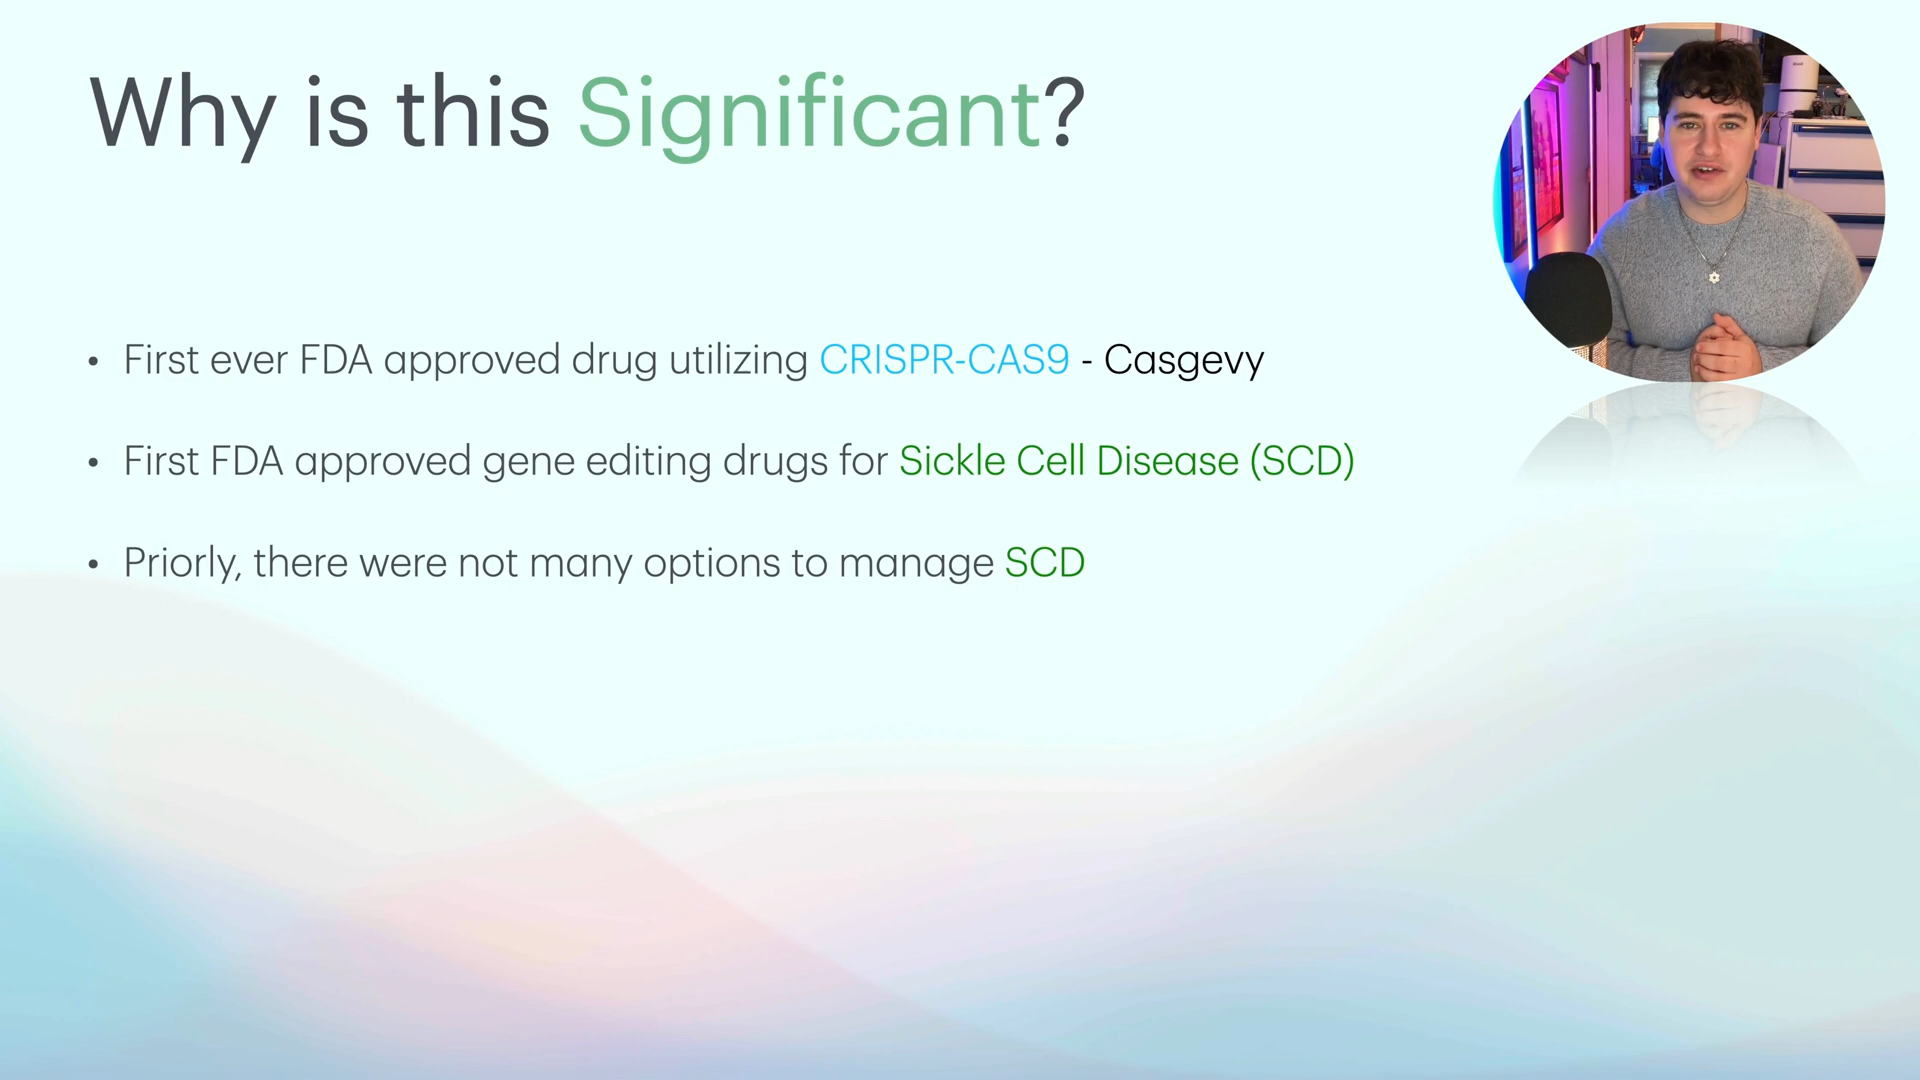 Why is this Significant?
• First ever FDA approved drug utilizing CRISPR-CAS9 - Casgevy
• First FDA approved gene editing drugs for Sickle Cell Disease (SCD)
• Priorly, there were not many options to manage SCD